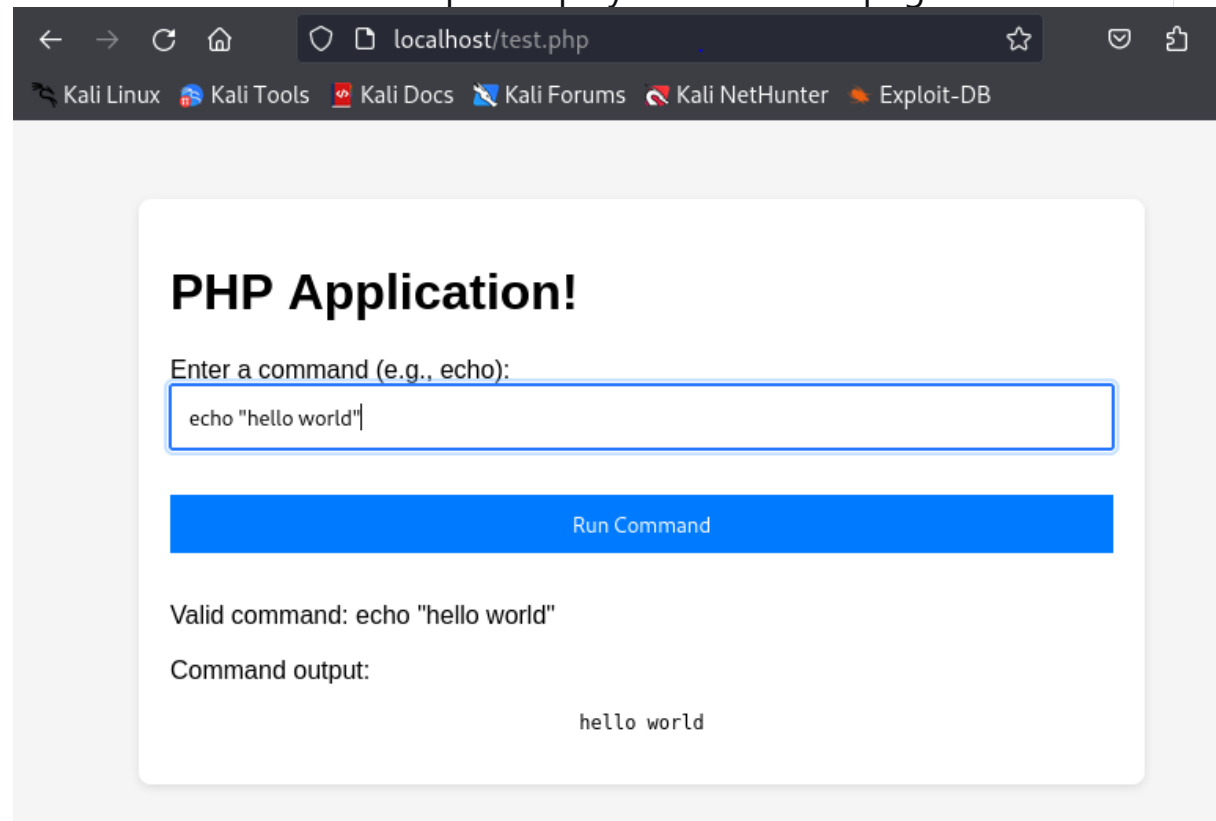 localhost/test.php
Kali Linux Kali Tools Kali Docs Kali Forums Kali NetHunter Exploit-DB
PHP Application!
Enter a command (e.g., echo):
echo "hello world"
Run Command
Valid command: echo "hello world"
Command output:
hello world